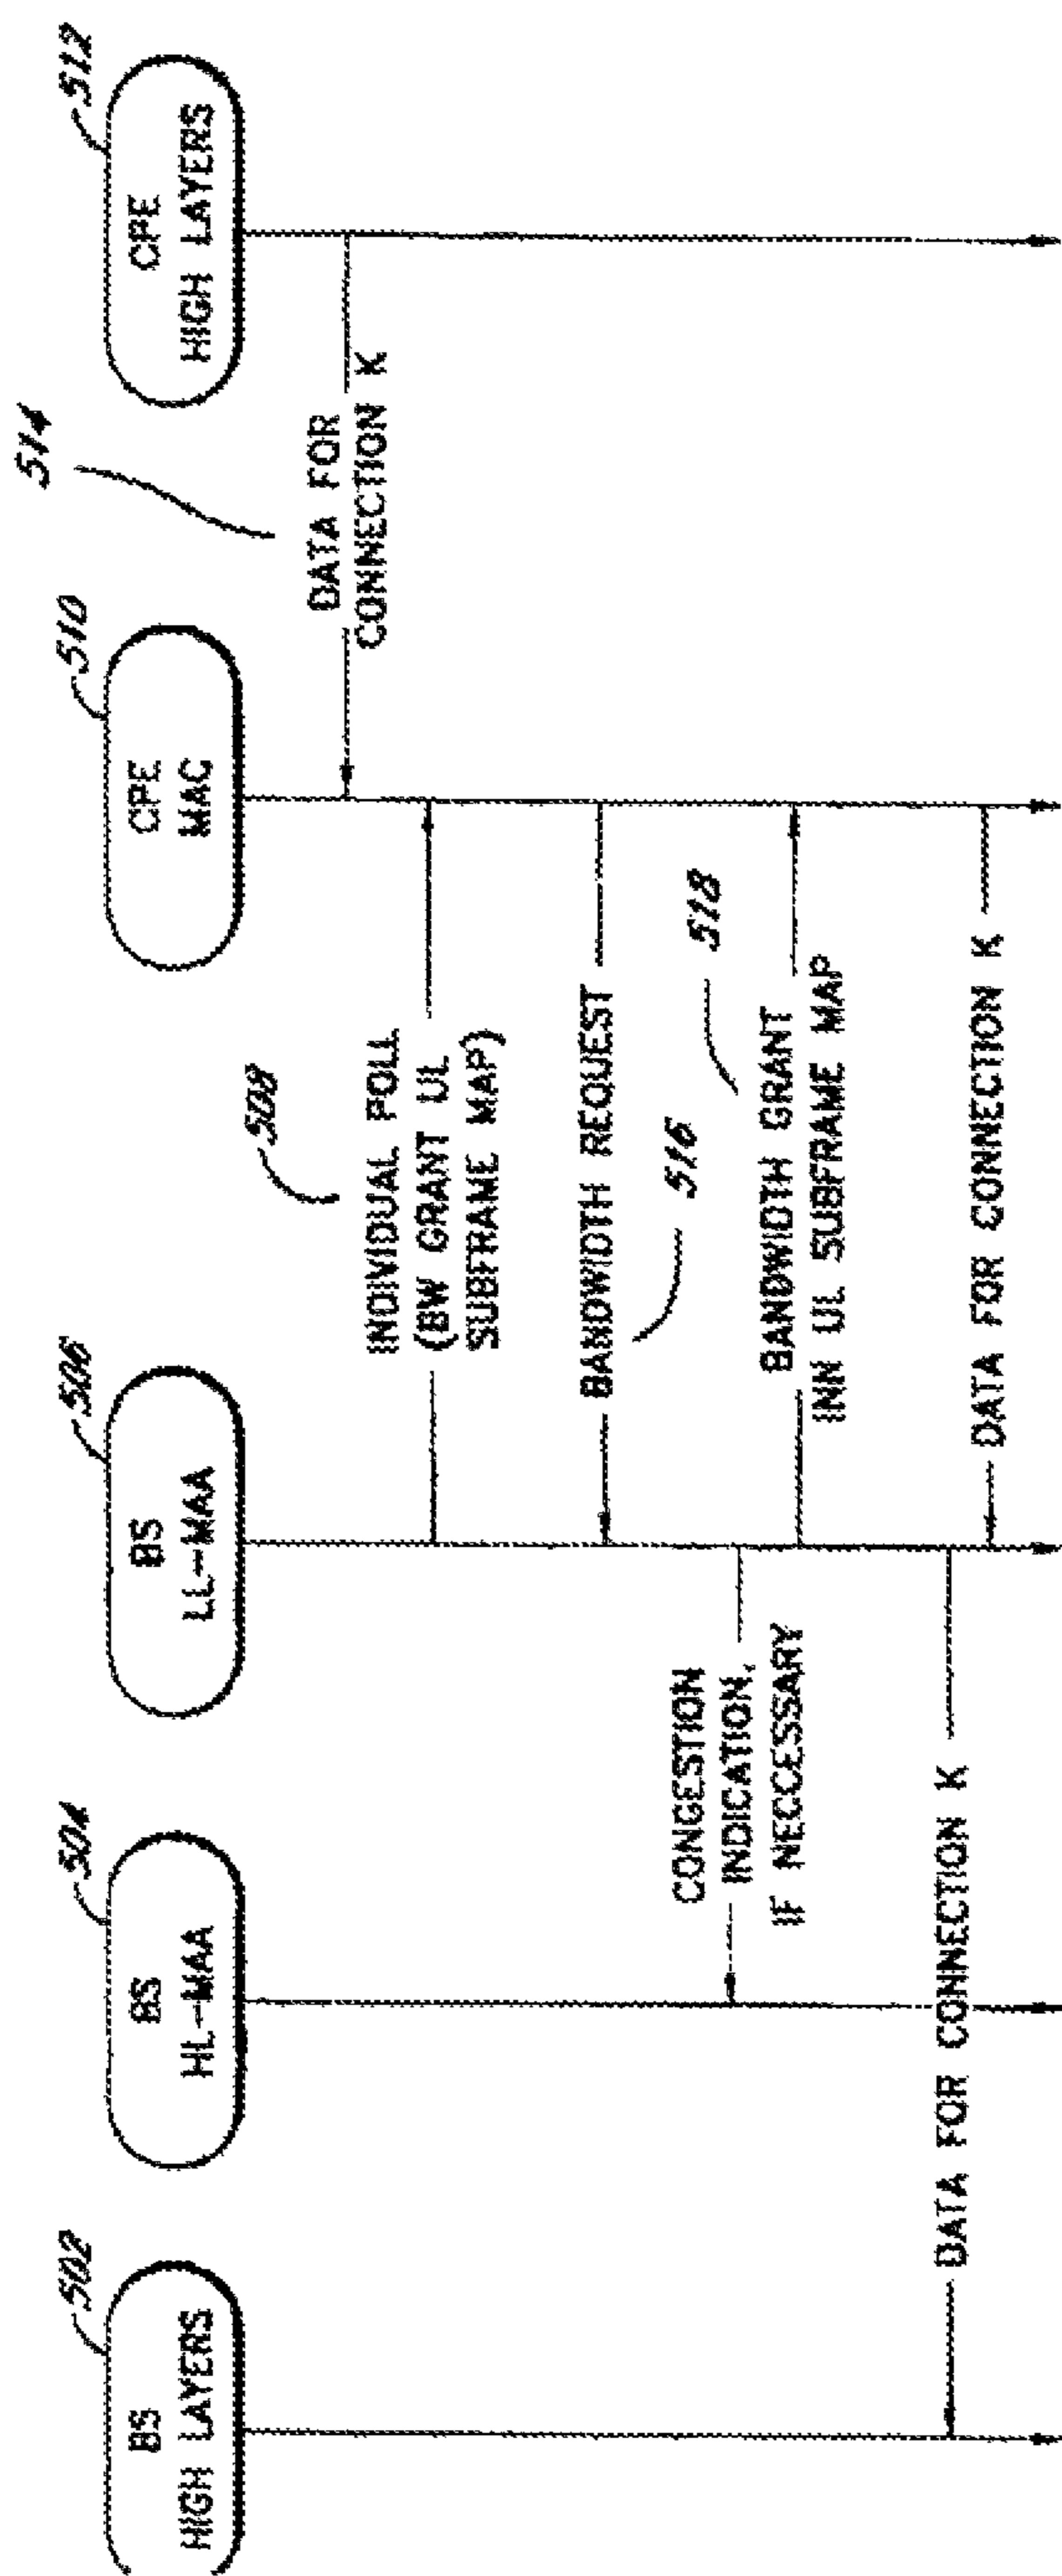 502
BS
HIGH LAYERS
504
BS
HL-MAA
506
BS
LL-MAA
510
CPE
MAC
512
CPE
HIGH LAYERS
514
DATA FOR
CONNECTION K
508
INDIVIDUAL POLL
(BW GRANT UL
SUBFRAME MAP)
BANDWIDTH REQUEST
516
CONGESTION
INDICATION,
IF NECCESSARY
518
BANDWIDTH GRANT
INN UL SUBFRAME MAP
DATA FOR CONNECTION K
DATA FOR CONNECTION K